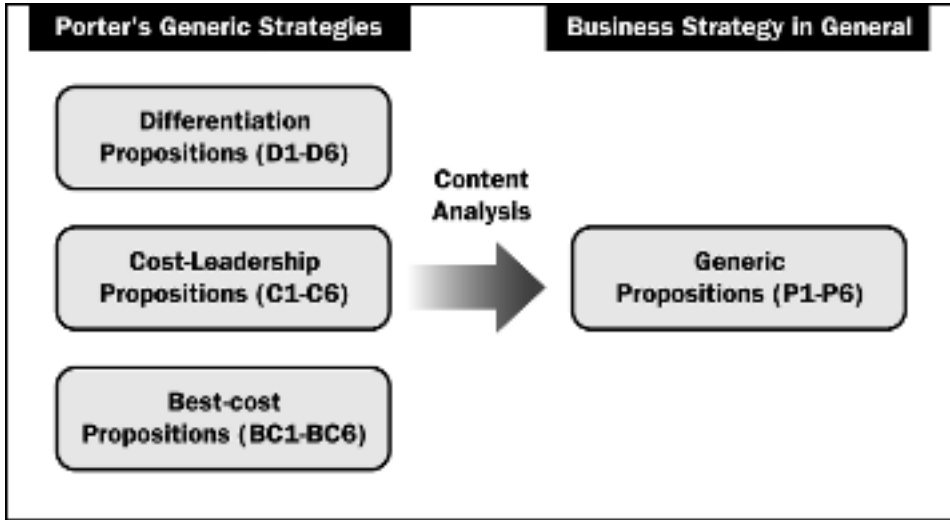 Porter's Generic Strategies
Business Strategy in General
Differentiation
Propositions (D1-D6)
Content
Analysis
Cost-Leadership
Propositions (C1-C6)
Generic
Propositions (P1-P6)
Best-cost
Propositions (BC1-BC6)